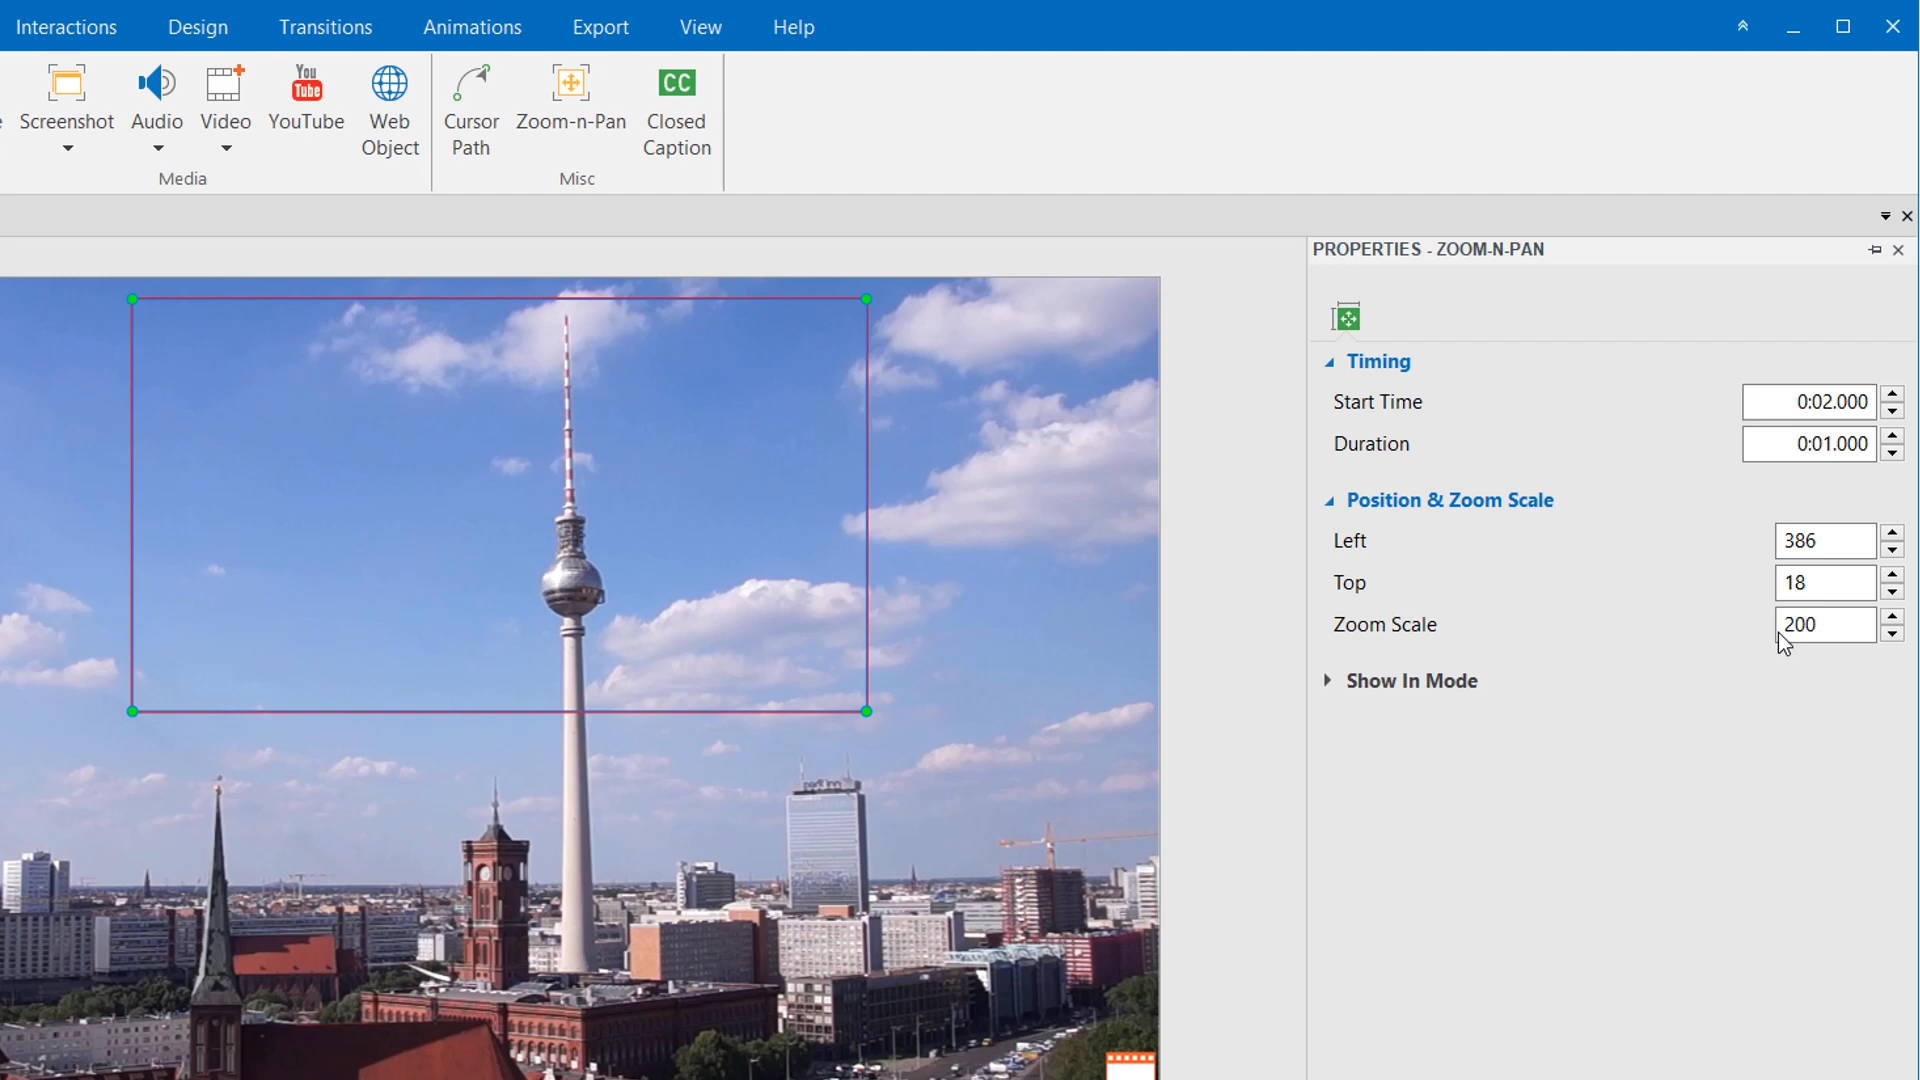 Interactions Design Transitions Animations Export View Help
Screenshot Audio Video YouTube Web Object Cursor Path Zoom-n-Pan CC Closed Caption
You Tube
Media Misc
PROPERTIES - ZOOM-N-PAN
Timing
Start Time 0:02.000
Duration 0:01.000
Position & Zoom Scale
Left 386
Top 18
Zoom Scale 200
Show In Mode